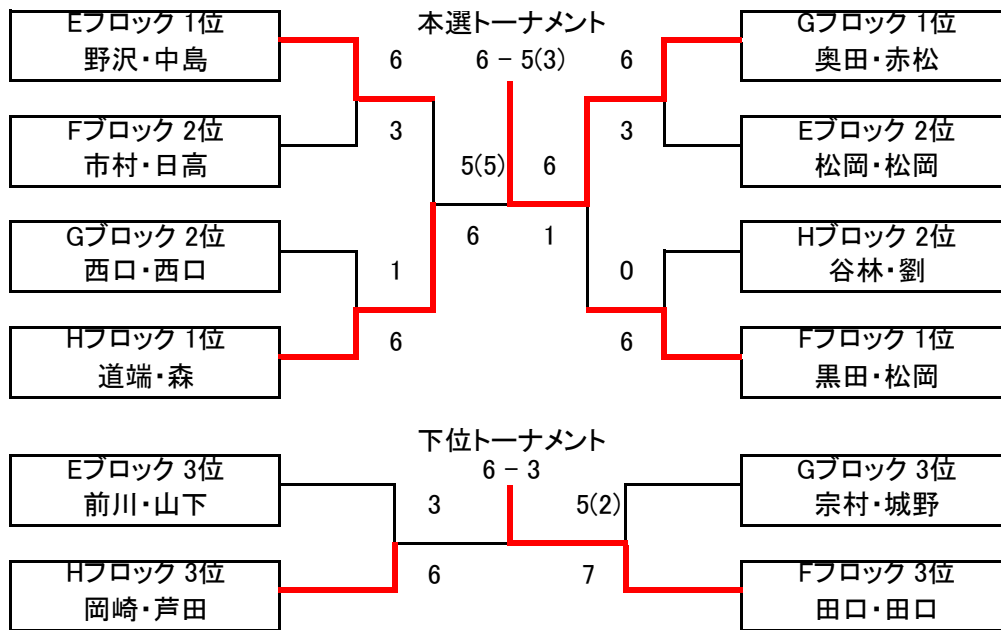 本選トーナメント
6 - 5(3)
Eブロック 1位
野沢・中島
Fブロック 2位
市村・日高
Gブロック 2位
西口・西口
Hブロック 1位
道端・森
6
3
1
6
5(5)
6
6
1
6
3
0
6
Gブロック 1位
奥田・赤松
Eブロック 2位
松岡・松岡
Hブロック 2位
谷林・劉
Fブロック 1位
黒田・松岡
下位トーナメント
6 - 3
Eブロック 3位
前川・山下
Hブロック 3位
岡崎・芦田
3
6
5(2)
7
Gブロック 3位
宗村・城野
Fブロック 3位
田口・田口